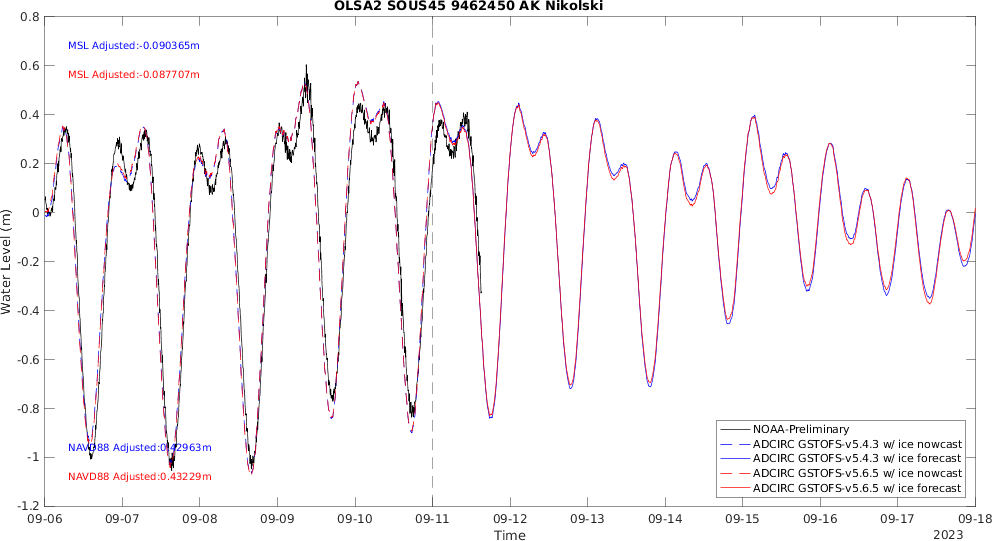 OLSA2 SOUS45 9462450 AK Nikolski
0.8
0.6
0.4
0.2
0
-0.2
-0.4
-0.6
-0.8
-1
-1.2
Water Level (m)
MSL Adjusted:-0.090365m
MSL Adjusted:-0.087707m
NAVD88 Adjusted:0.42963m
NAVD88 Adjusted:0.43229m
NOAA-Preliminary
ADCIRC GSTOFS-v5.4.3 w/ ice nowcast
ADCIRC GSTOFS-v5.4.3 w/ ice forecast
ADCIRC GSTOFS-v5.6.5 w/ ice nowcast
ADCIRC GSTOFS-v5.6.5 w/ ice forecast
09-06 09-07 09-08 09-09 09-10 09-11 09-12 09-13 09-14 09-15 09-16 09-17 09-18
Time
2023